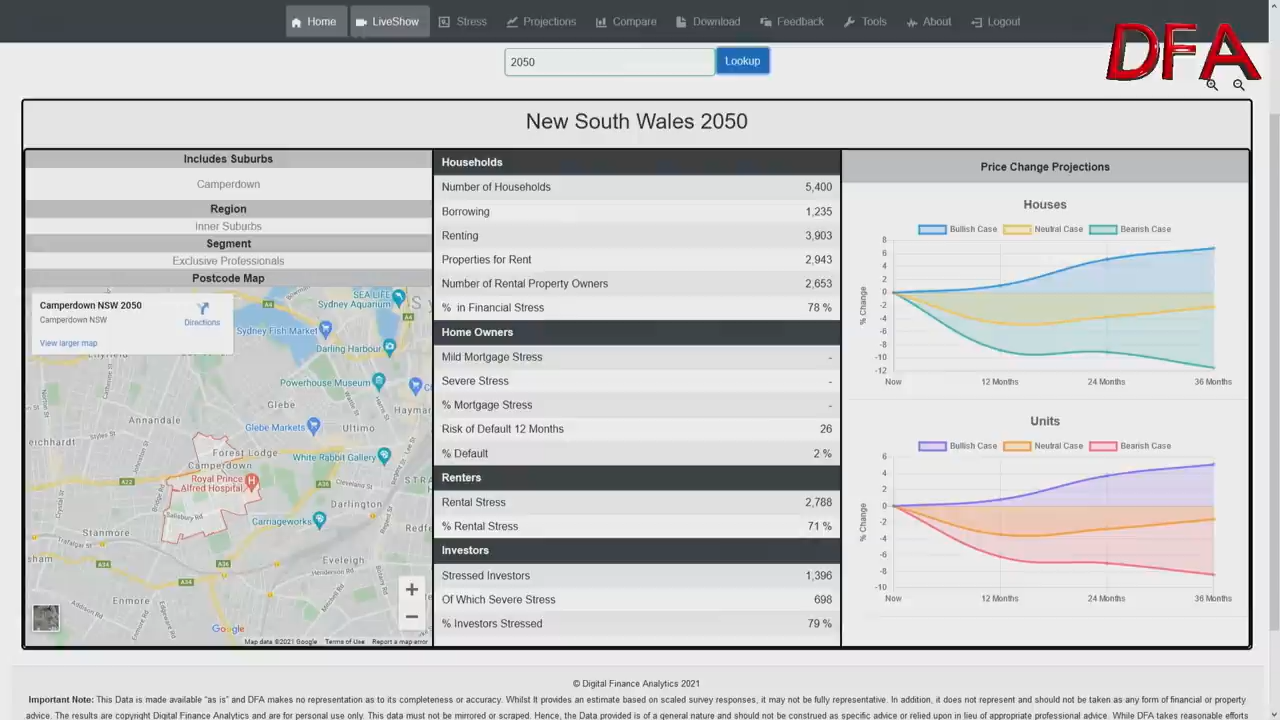 Home LiveShow Stress Projections Compare Download Feedback Tools About Logout
DFA
2050 Lookup
New South Wales 2050
Includes Suburbs
Camperdown
Region
Inner Suburbs
Segment
Exclusive Professionals
Postcode Map
Camperdown NSW 2050
Camperdown NSW
Directions
View larger map
SEA LIFE
Sydney Aquarium
Sydney Fish Market
Darling Harbour
Powerhouse Museum
Glebe
Haymar
Annandale
Glebe Markets
Ultimo
eichhardt
Forest Lodge
White Rabbit Gallery
Camperdown
Royal Prince
Alfred Hospital
Darlington
Salisbury Rd
Carriageworks
Redfe
Stanmore
Trafalgar St
sham
Eveleigh
Henderson Rd
Enmore
Addison Rd
Google
Map data ©2021 Google Terms of Use Report a map error
Households
Number of Households 5,400
Borrowing 1,235
Renting 3,903
Properties for Rent 2,943
Number of Rental Property Owners 2,653
% in Financial Stress 78 %
Home Owners
Mild Mortgage Stress -
Severe Stress -
% Mortgage Stress -
Risk of Default 12 Months 26
% Default 2 %
Renters
Rental Stress 2,788
% Rental Stress 71 %
Investors
Stressed Investors 1,396
Of Which Severe Stress 698
% Investors Stressed 79 %
Price Change Projections
Houses
Bullish Case Neutral Case Bearish Case
8
6
4
2
0
-2
-4
-6
-8
-10
-12
% Change
Now 12 Months 24 Months 36 Months
Units
Bullish Case Neutral Case Bearish Case
6
4
2
0
-2
-4
-6
-8
-10
% Change
Now 12 Months 24 Months 36 Months
© Digital Finance Analytics 2021
Important Note: This Data is made available “as is” and DFA makes no representation as to its completeness or accuracy. Whilst It provides an estimate based on scaled survey responses, it may not be fully representative. In addition, it does not represent and should not be taken as any form of financial or property
advice. The results are copyright Digital Finance Analytics and are for personal use only. This data must not be mirrored or scraped. Hence, the Data provided is of a general nature and should not be construed as specific advice or relied upon in lieu of appropriate professional advice. While DFA takes reasonable efforts